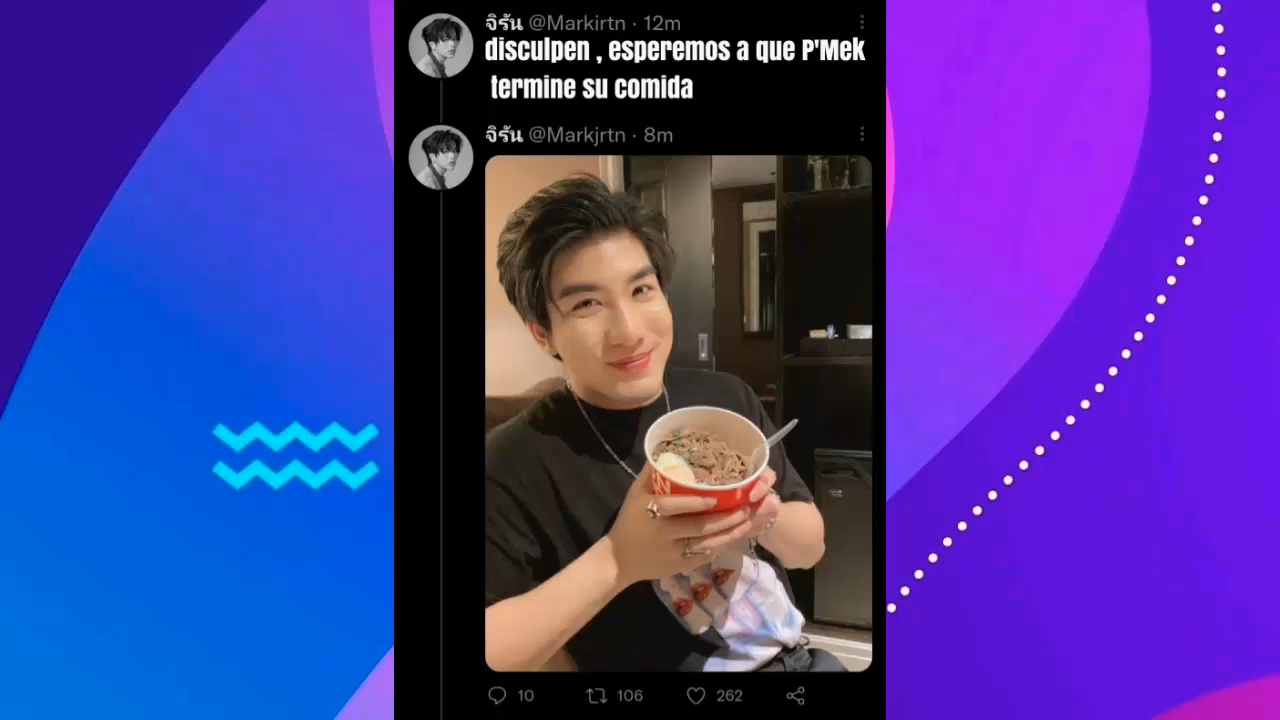 จิรัน @Markjrtn · 12m
disculpen , esperemos a que P'Mek
termine su comida
จิรัน @Markjrtn · 8m
10 106 262